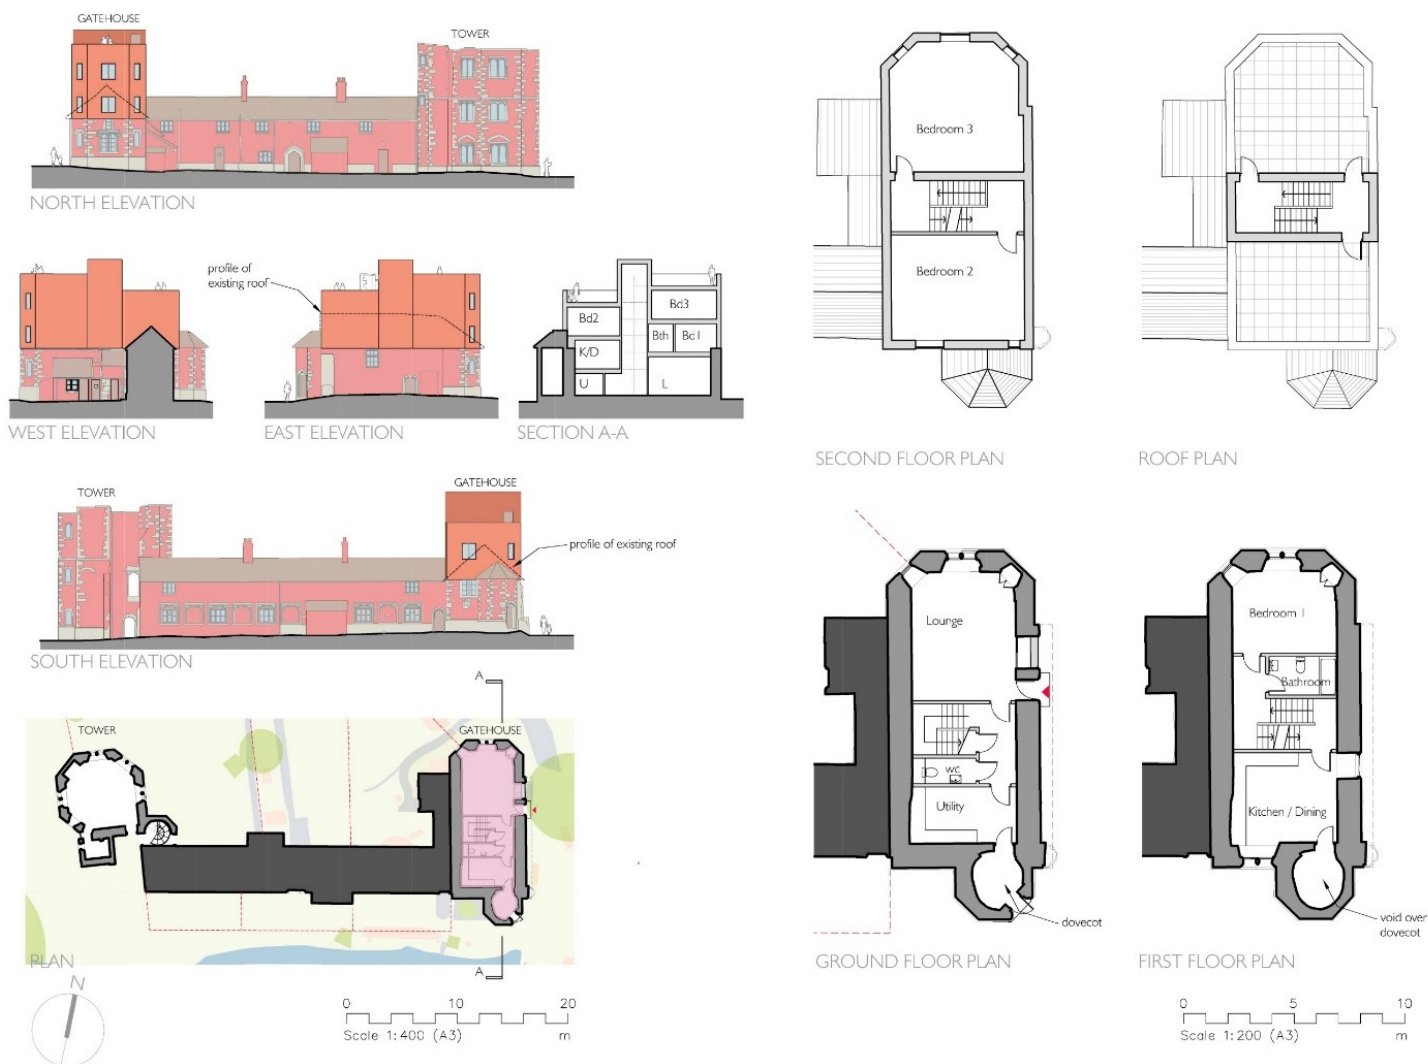 GATEHOUSE
TOWER
NORTH ELEVATION
profile of
existing roof
Bd2
Bd3
K/D
Bth
Bd1
U
L
WEST ELEVATION
EAST ELEVATION
SECTION A-A
TOWER
GATEHOUSE
profile of existing roof
SOUTH ELEVATION
A
TOWER
GATEHOUSE
PLAN
A
N
0 10 20
Scale 1:400 (A3) m
Bedroom 3
Bedroom 2
SECOND FLOOR PLAN
ROOF PLAN
Lounge
WC
Utility
dovecot
GROUND FLOOR PLAN
Bedroom 1
Bathroom
Kitchen / Dining
void over
dovecot
FIRST FLOOR PLAN
0 5 10
Scale 1:200 (A3) m